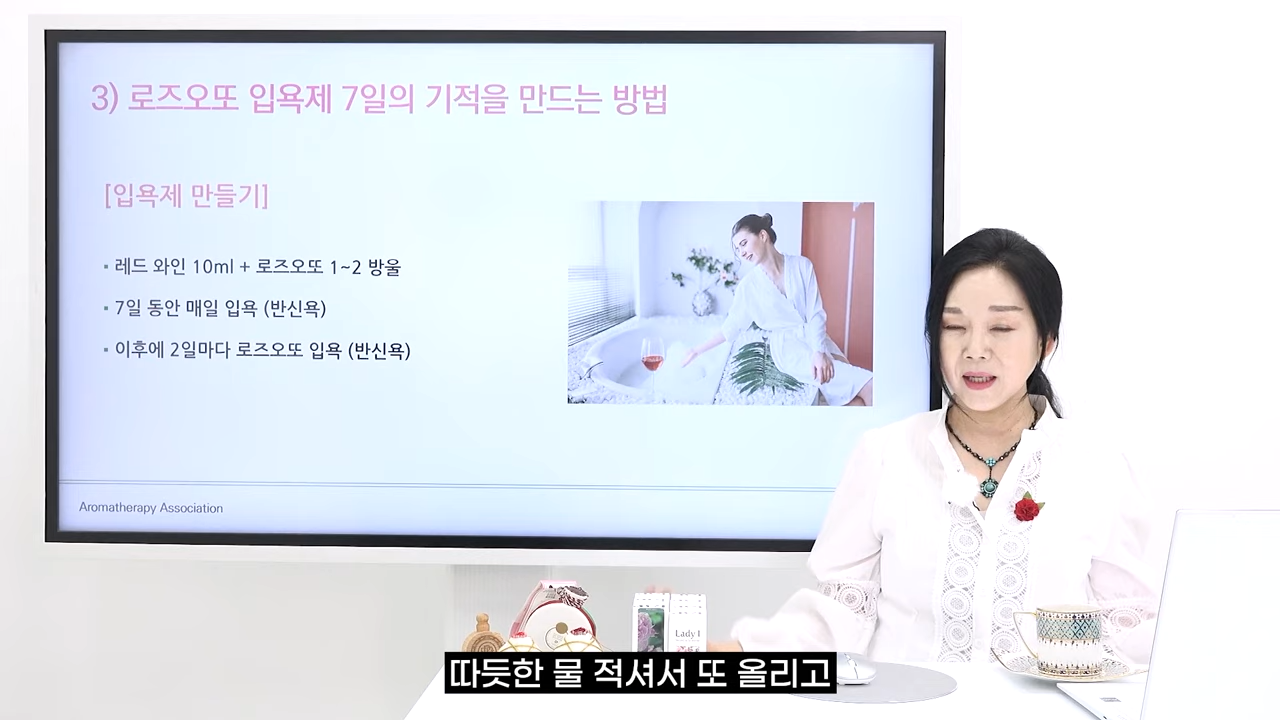 3) 로즈오또 입욕제 7일의 기적을 만드는 방법
[입욕제 만들기]
▪ 레드 와인 10ml + 로즈오또 1~2 방울
▪ 7일 동안 매일 입욕 (반신욕)
▪ 이후에 2일마다 로즈오또 입욕 (반신욕)
Aromatherapy Association
Lady I
따듯한 물 적셔서 또 올리고